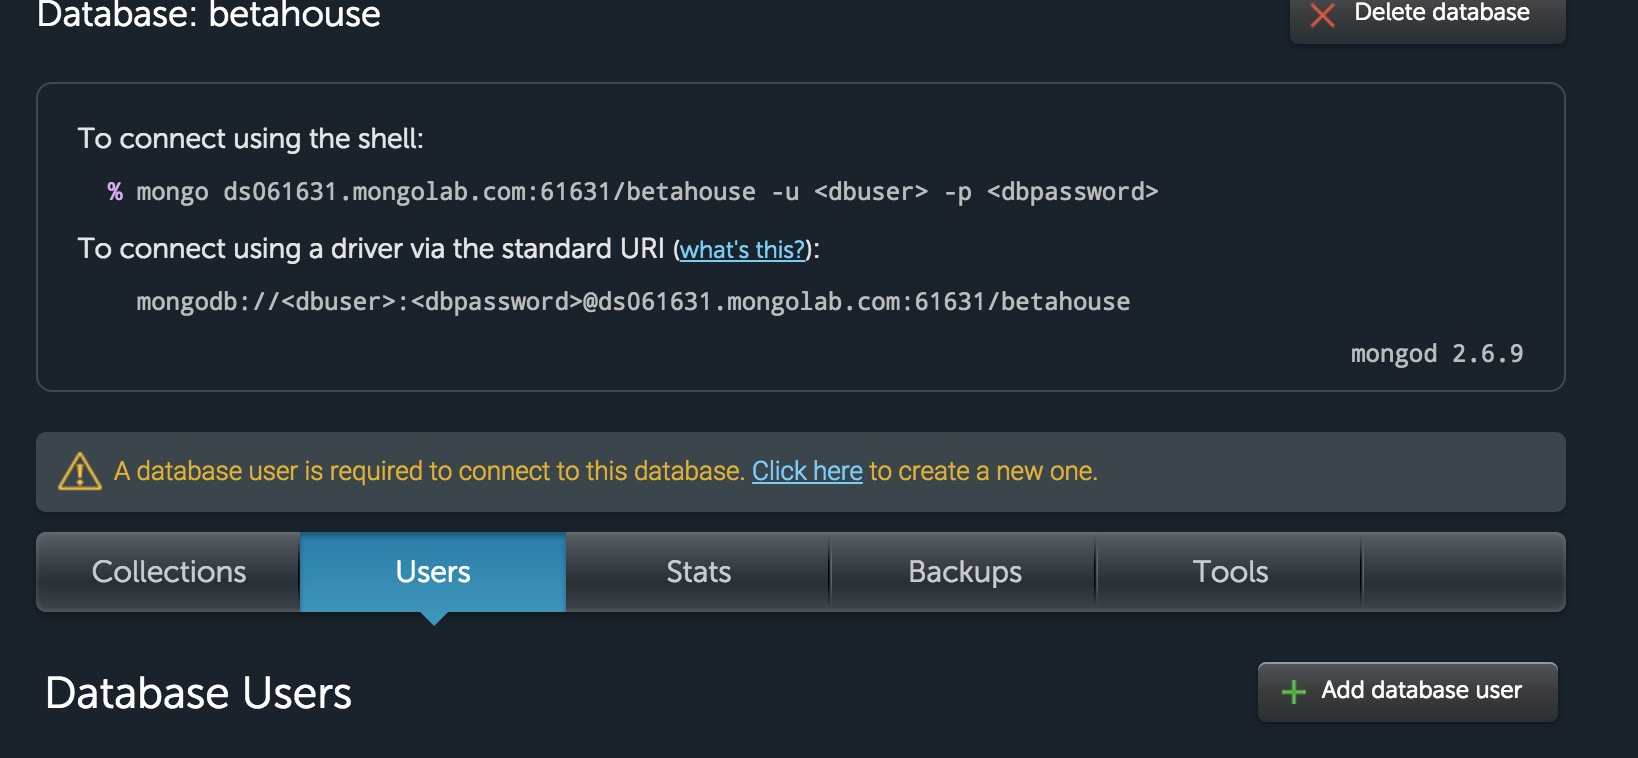 Database: betahouse
Delete database
To connect using the shell:
% mongo ds061631.mongolab.com:61631/betahouse -u <dbuser> -p <dbpassword>
To connect using a driver via the standard URI (what's this?):
mongodb://<dbuser>:<dbpassword>@ds061631.mongolab.com:61631/betahouse
mongod 2.6.9
A database user is required to connect to this database. Click here to create a new one.
Collections
Users
Stats
Backups
Tools
Database Users
Add database user